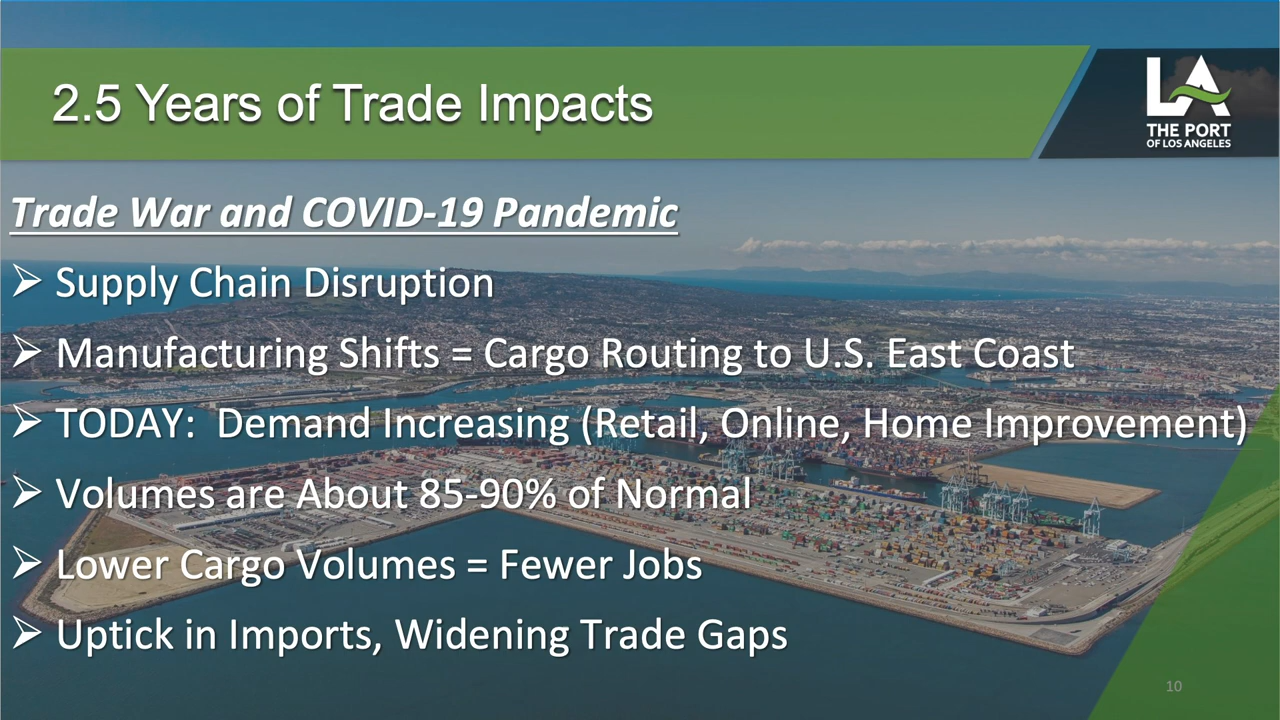 2.5 Years of Trade Impacts
LA
THE PORT
OF LOS ANGELES
Trade War and COVID-19 Pandemic
➢ Supply Chain Disruption
➢ Manufacturing Shifts = Cargo Routing to U.S. East Coast
➢ TODAY:  Demand Increasing (Retail, Online, Home Improvement)
➢ Volumes are About 85-90% of Normal
➢ Lower Cargo Volumes = Fewer Jobs
➢ Uptick in Imports, Widening Trade Gaps
10